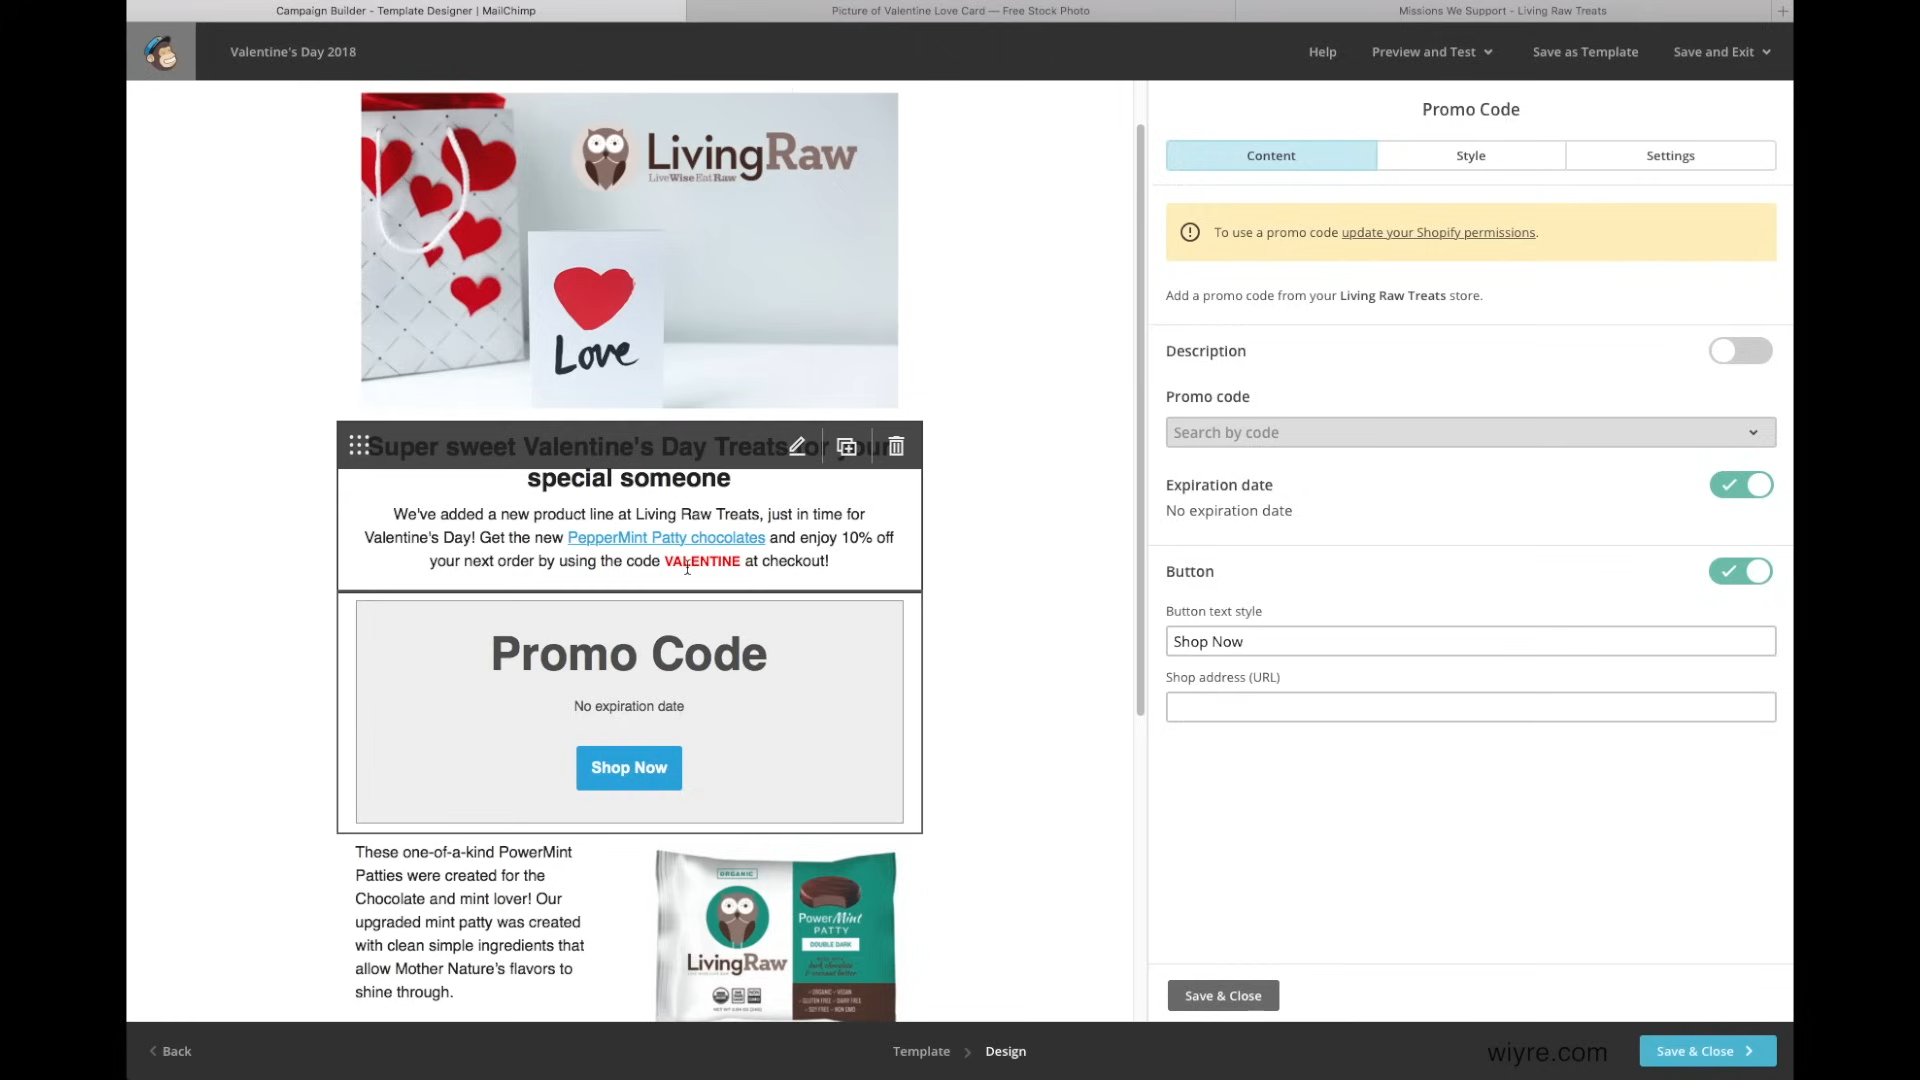 Campaign Builder - Template Designer | MailChimp
Picture of Valentine Love Card — Free Stock Photo
Missions We Support - Living Raw Treats
Valentine's Day 2018
Help
Preview and Test
Save as Template
Save and Exit
LivingRaw
LiveWise EatRaw
Love
Super sweet Valentine's Day Treats for your
special someone
We've added a new product line at Living Raw Treats, just in time for
Valentine's Day! Get the new PepperMint Patty chocolates and enjoy 10% off
your next order by using the code VALENTINE at checkout!
Promo Code
No expiration date
Shop Now
These one-of-a-kind PowerMint
Patties were created for the
Chocolate and mint lover! Our
upgraded mint patty was created
with clean simple ingredients that
allow Mother Nature's flavors to
shine through.
ORGANIC
PowerMint
PATTY
DOUBLE DARK
LivingRaw
Promo Code
Content
Style
Settings
To use a promo code update your Shopify permissions.
Add a promo code from your Living Raw Treats store.
Description
Promo code
Search by code
Expiration date
No expiration date
Button
Button text style
Shop Now
Shop address (URL)
Save & Close
Back
Template
Design
wiyre.com
Save & Close